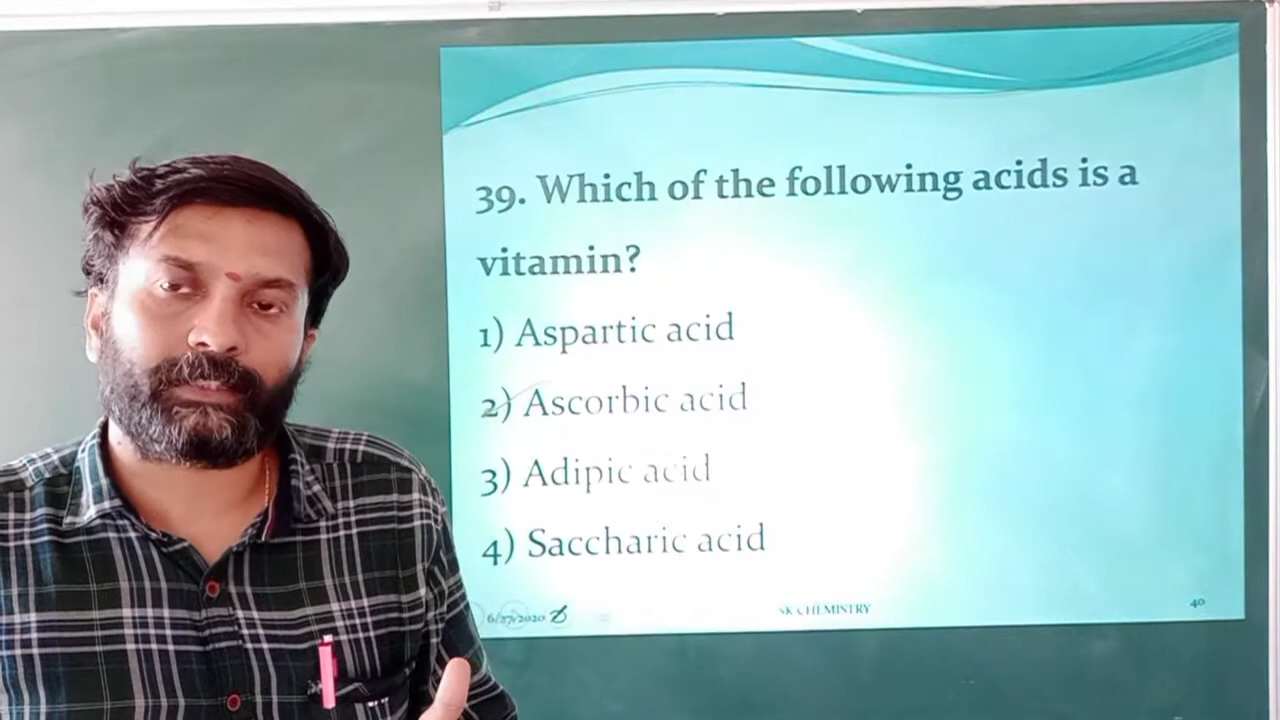 39. Which of the following acids is a
vitamin?
1) Aspartic acid
2) Ascorbic acid
3) Adipic acid
4) Saccharic acid
6/27/2020
SK CHEMISTRY
40